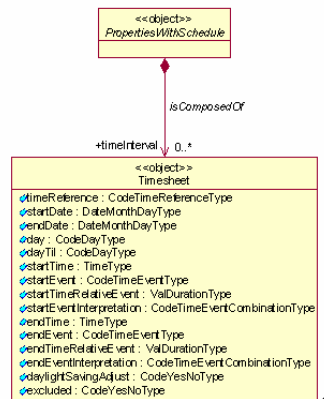 <<object>>
PropertiesWithSchedule
isComposedOf
+timeInterval 0..*
<<object>>
Timesheet
timeReference : CodeTimeReferenceType
startDate : DateMonthDayType
endDate : DateMonthDayType
day : CodeDayType
dayTil : CodeDayType
startTime : TimeType
startEvent : CodeTimeEventType
startTimeRelativeEvent : ValDurationType
startEventInterpretation : CodeTimeEventCombinationType
endTime : TimeType
endEvent : CodeTimeEventType
endTimeRelativeEvent : ValDurationType
endEventInterpretation : CodeTimeEventCombinationType
daylightSavingAdjust : CodeYesNoType
excluded : CodeYesNoType